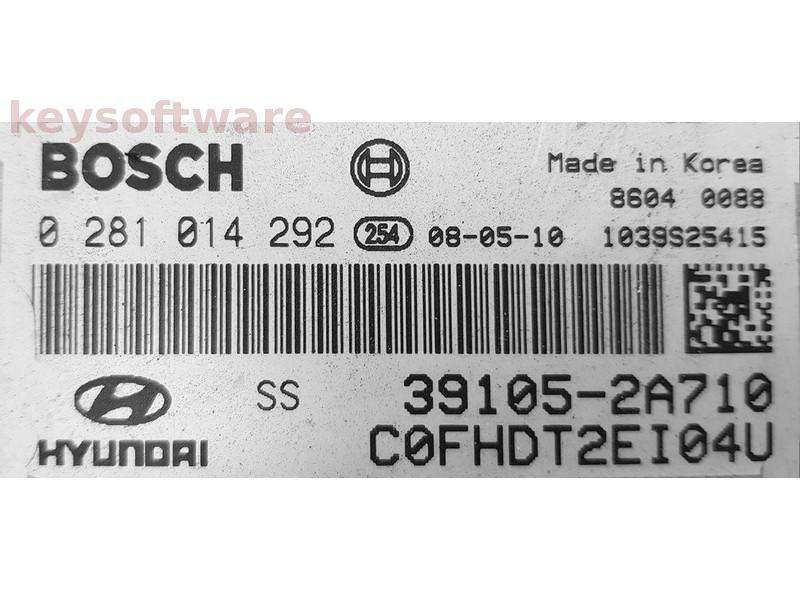 keysoftware
BOSCH
Made in Korea
8604 0088
0 281 014 292 254 08-05-10 1039S25415
SS 39105-2A710
HYUNDAI C0FHDT2EI04U